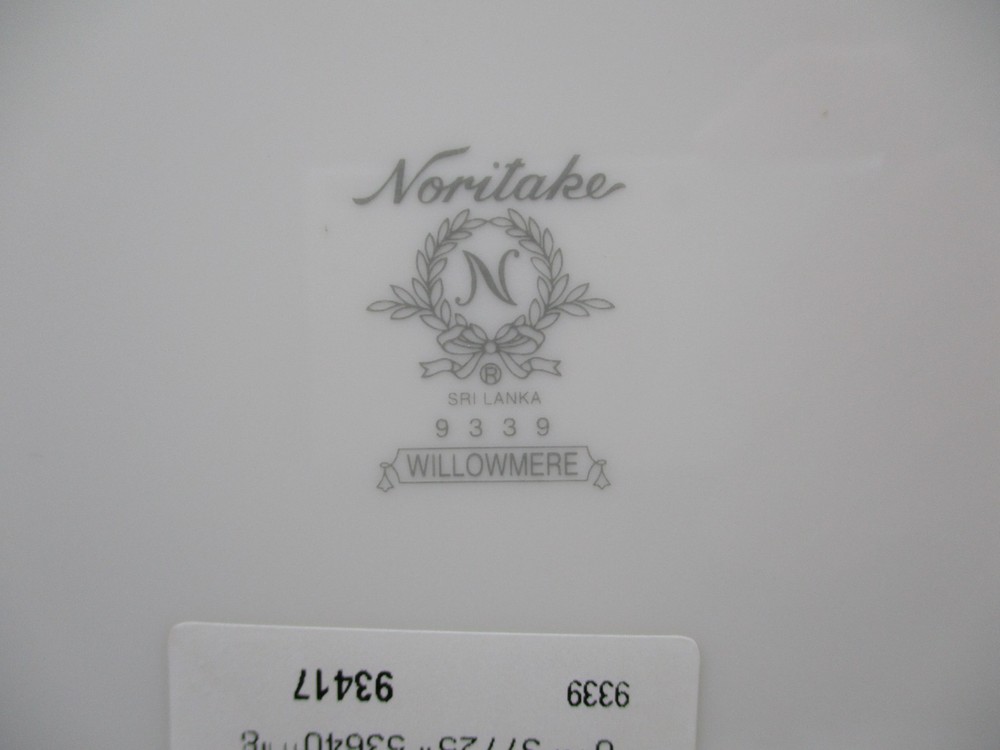 Noritake
N
®
SRI LANKA
9339
WILLOWMERE
9339 93417